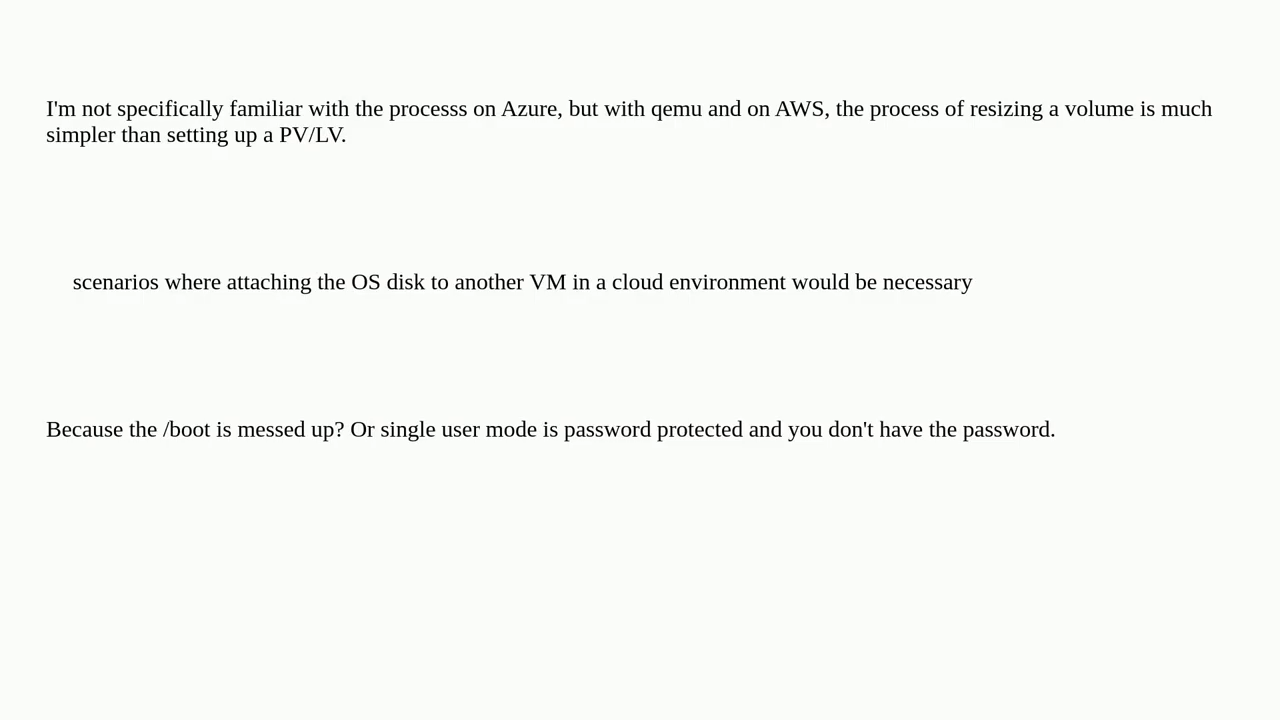 I'm not specifically familiar with the processs on Azure, but with qemu and on AWS, the process of resizing a volume is much
simpler than setting up a PV/LV.
scenarios where attaching the OS disk to another VM in a cloud environment would be necessary
Because the /boot is messed up? Or single user mode is password protected and you don't have the password.